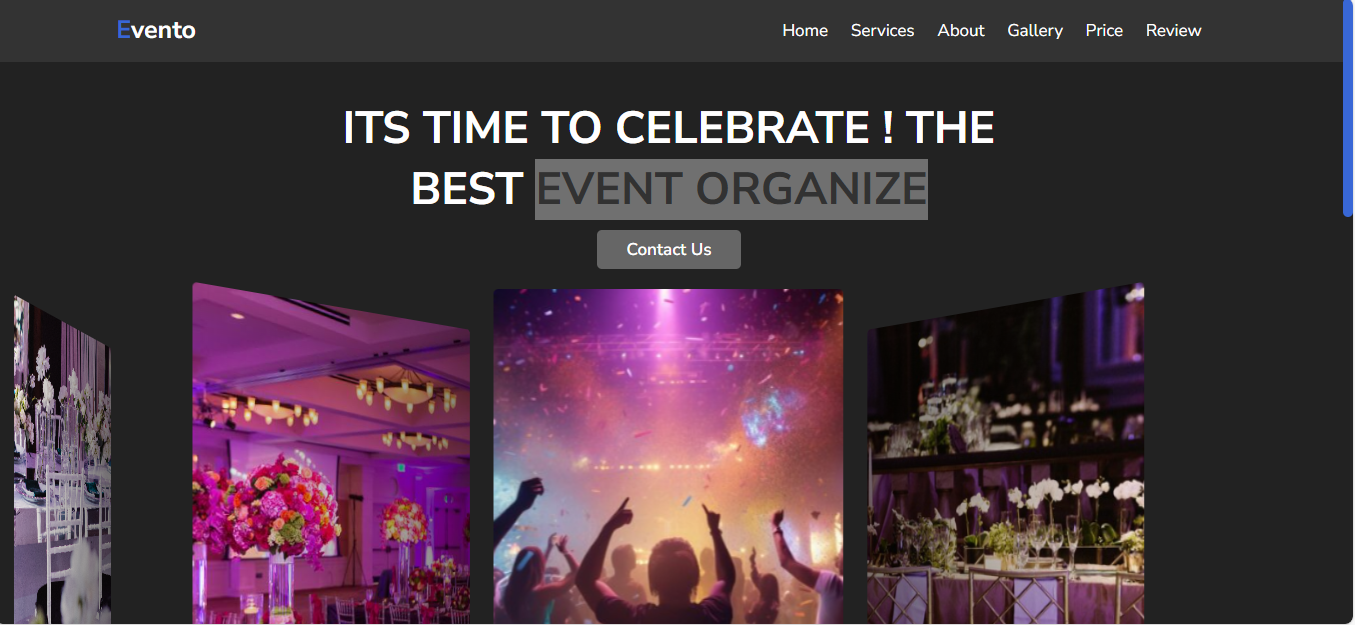 Evento
Home Services About Gallery Price Review
ITS TIME TO CELEBRATE ! THE
BEST EVENT ORGANIZE
Contact Us